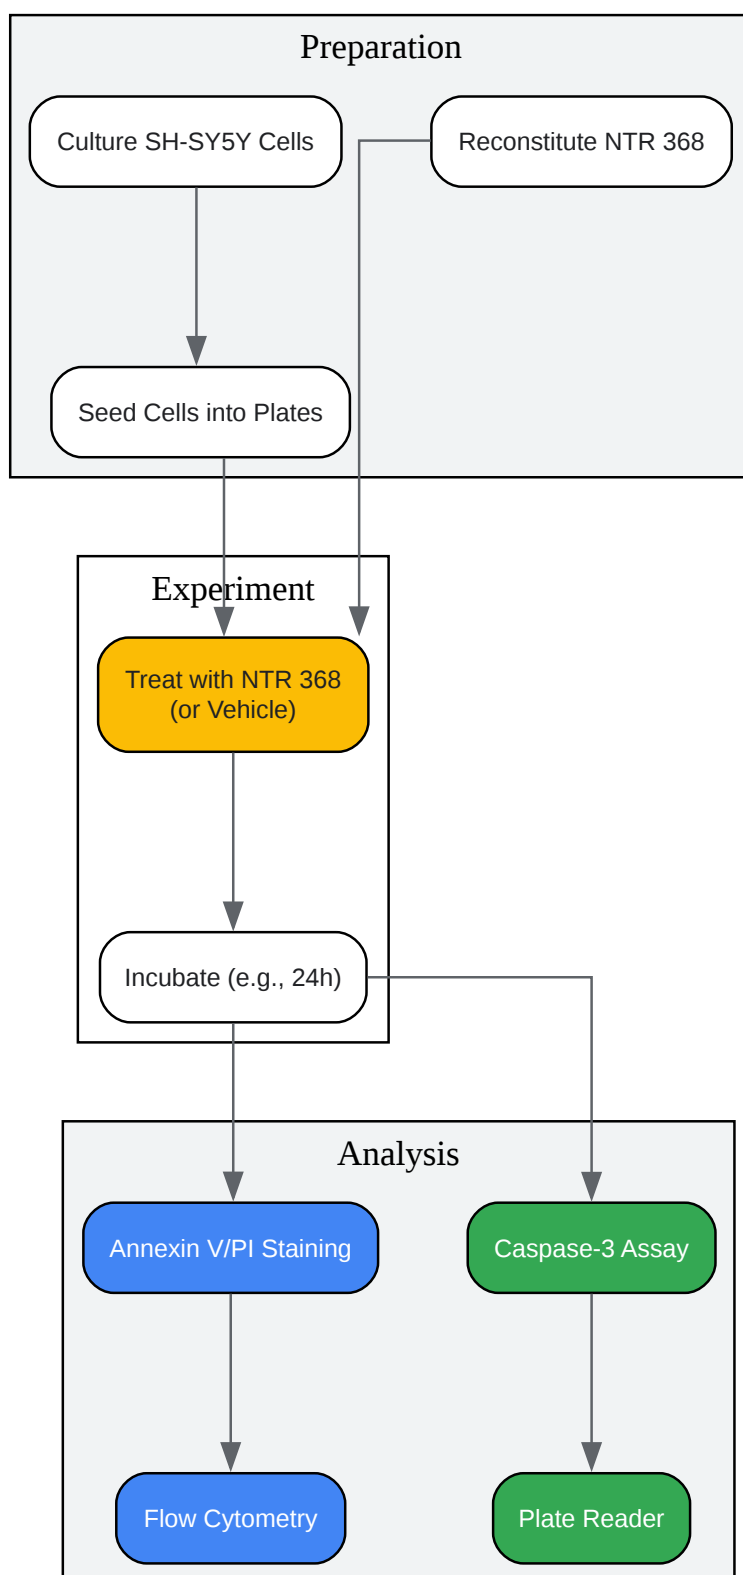 Preparation
Culture SH-SY5Y Cells
Reconstitute NTR 368
Seed Cells into Plates
Experiment
Treat with NTR 368
(or Vehicle)
Incubate (e.g., 24h)
Analysis
Annexin V/PI Staining
Caspase-3 Assay
Flow Cytometry
Plate Reader